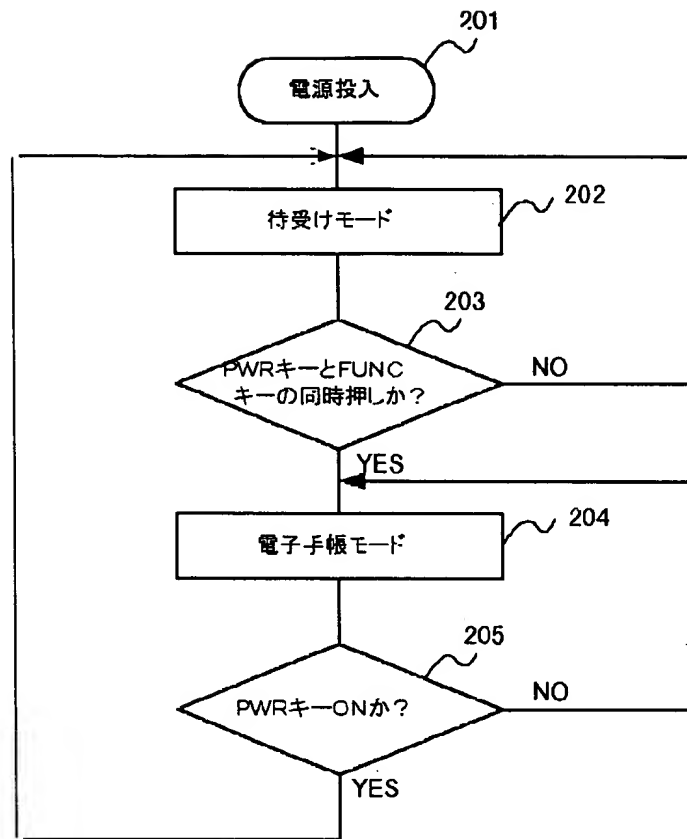 201
電源投入
202
待受けモード
203
PWRキーとFUNC
キーの同時押しか？
NO
YES
204
電子手帳モード
205
PWRキーONか？
NO
YES